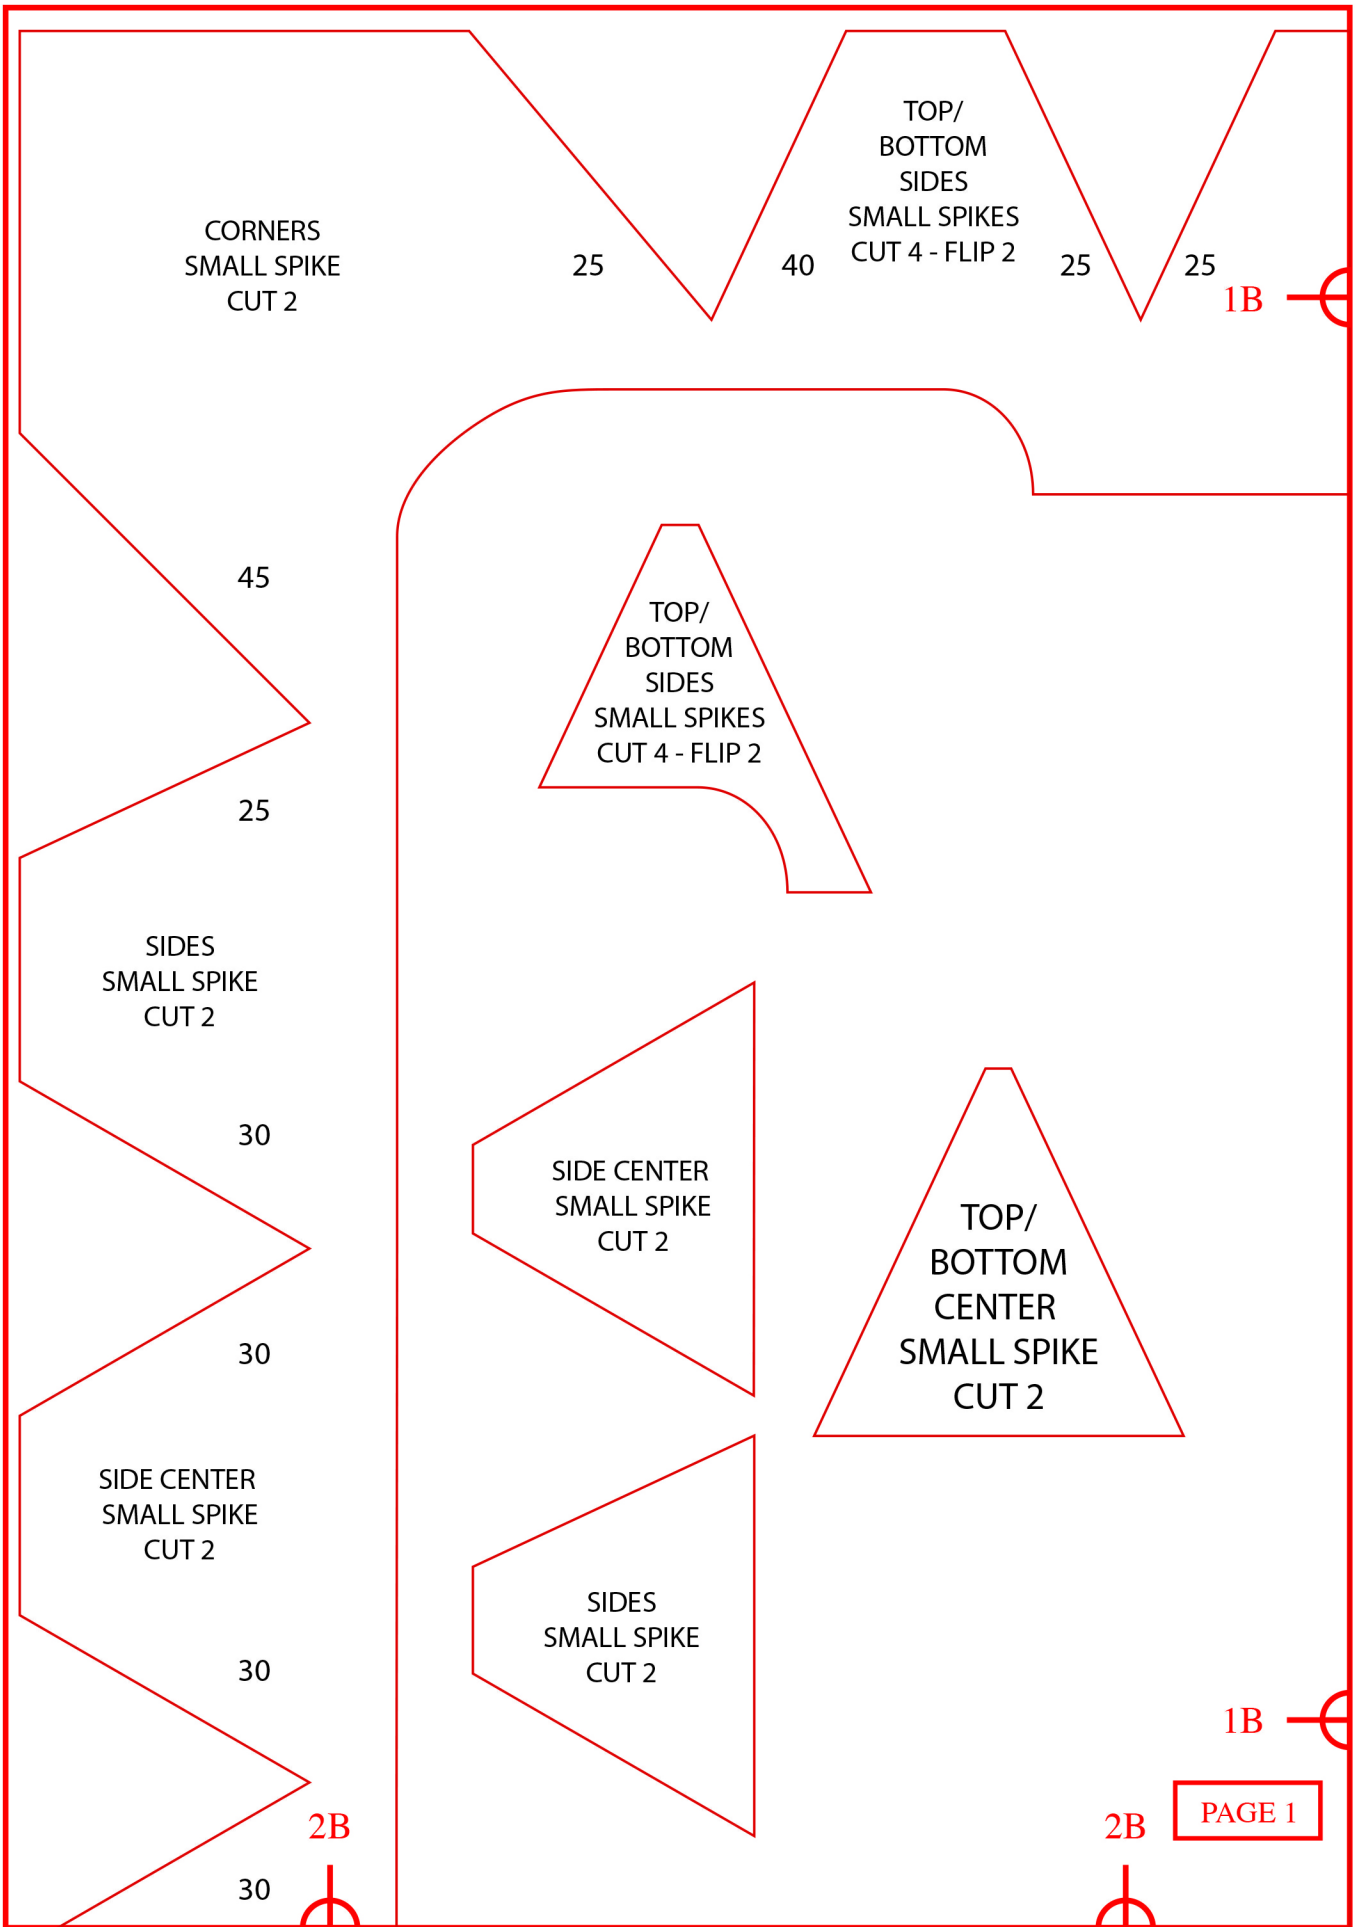 CORNERS
SMALL SPIKE
CUT 2
25
40
TOP/
BOTTOM
SIDES
SMALL SPIKES
CUT 4 - FLIP 2
25
25
1B
45
25
TOP/
BOTTOM
SIDES
SMALL SPIKES
CUT 4 - FLIP 2
SIDES
SMALL SPIKE
CUT 2
30
SIDE CENTER
SMALL SPIKE
CUT 2
TOP/
BOTTOM
CENTER
SMALL SPIKE
CUT 2
30
SIDE CENTER
SMALL SPIKE
CUT 2
SIDES
SMALL SPIKE
CUT 2
30
1B
2B
2B
PAGE 1
30